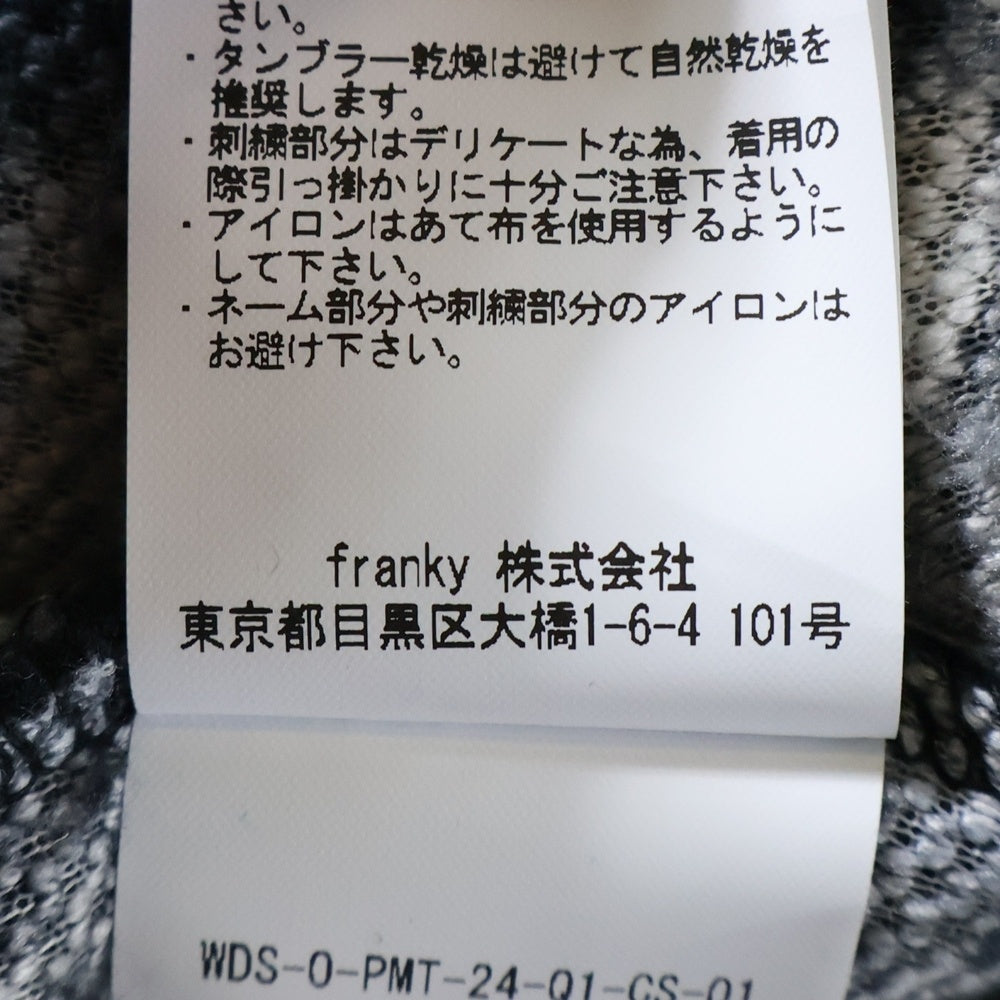 さい。
・タンブラー乾燥は避けて自然乾燥を
推奨します。
・刺繍部分はデリケートな為、着用の
際引っ掛かりに十分ご注意下さい。
・アイロンはあて布を使用するように
して下さい。
・ネーム部分や刺繍部分のアイロンは
お避け下さい。
franky 株式会社
東京都目黒区大橋1-6-4 101号
WDS-O-PMT-24-Q1-CS-01